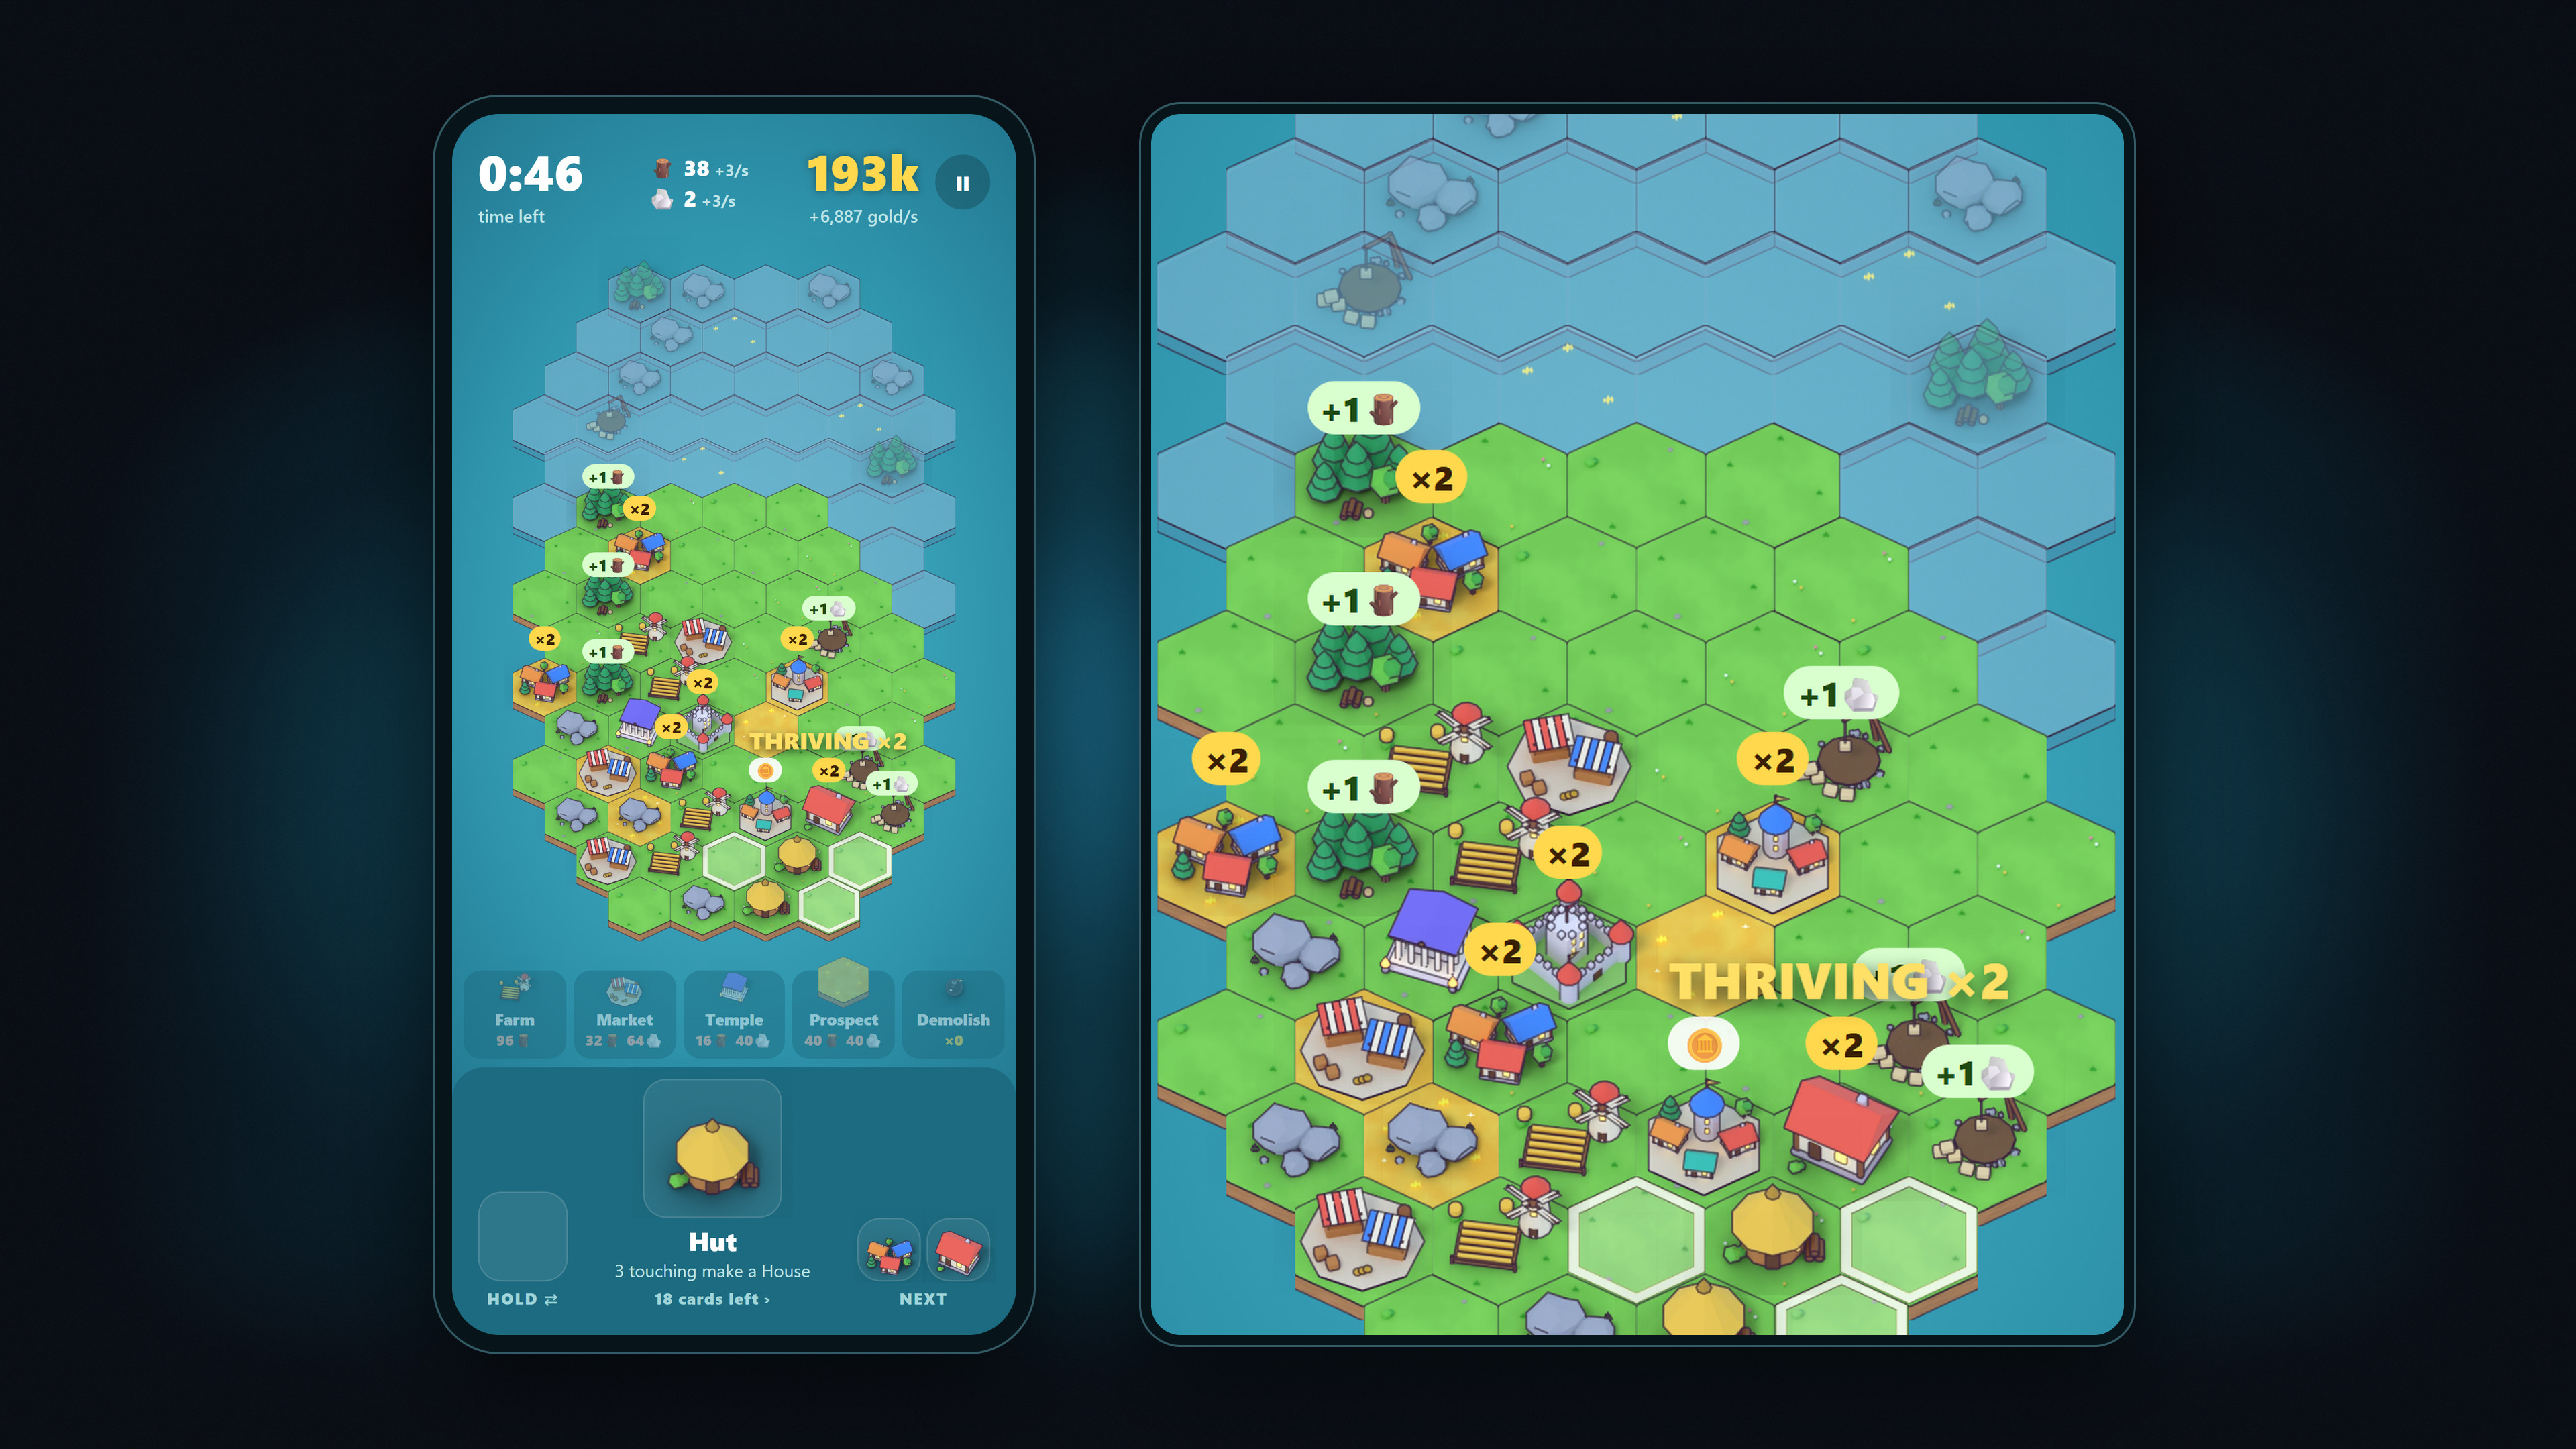 0:46
time left
38 +3/s
2 +3/s
193k
+6,887 gold/s
+1
×2
+1
+1
×2
×2
+1
×2
×2
THRIVING ×2
×2
+1
Farm
96
Market
32 64
Temple
16 40
Prospect
40 40
Demolish
×0
Hut
3 touching make a House
18 cards left ›
HOLD ⇄
NEXT
+1
×2
+1
+1
×2
×2
+1
×2
×2
THRIVING ×2
×2
+1